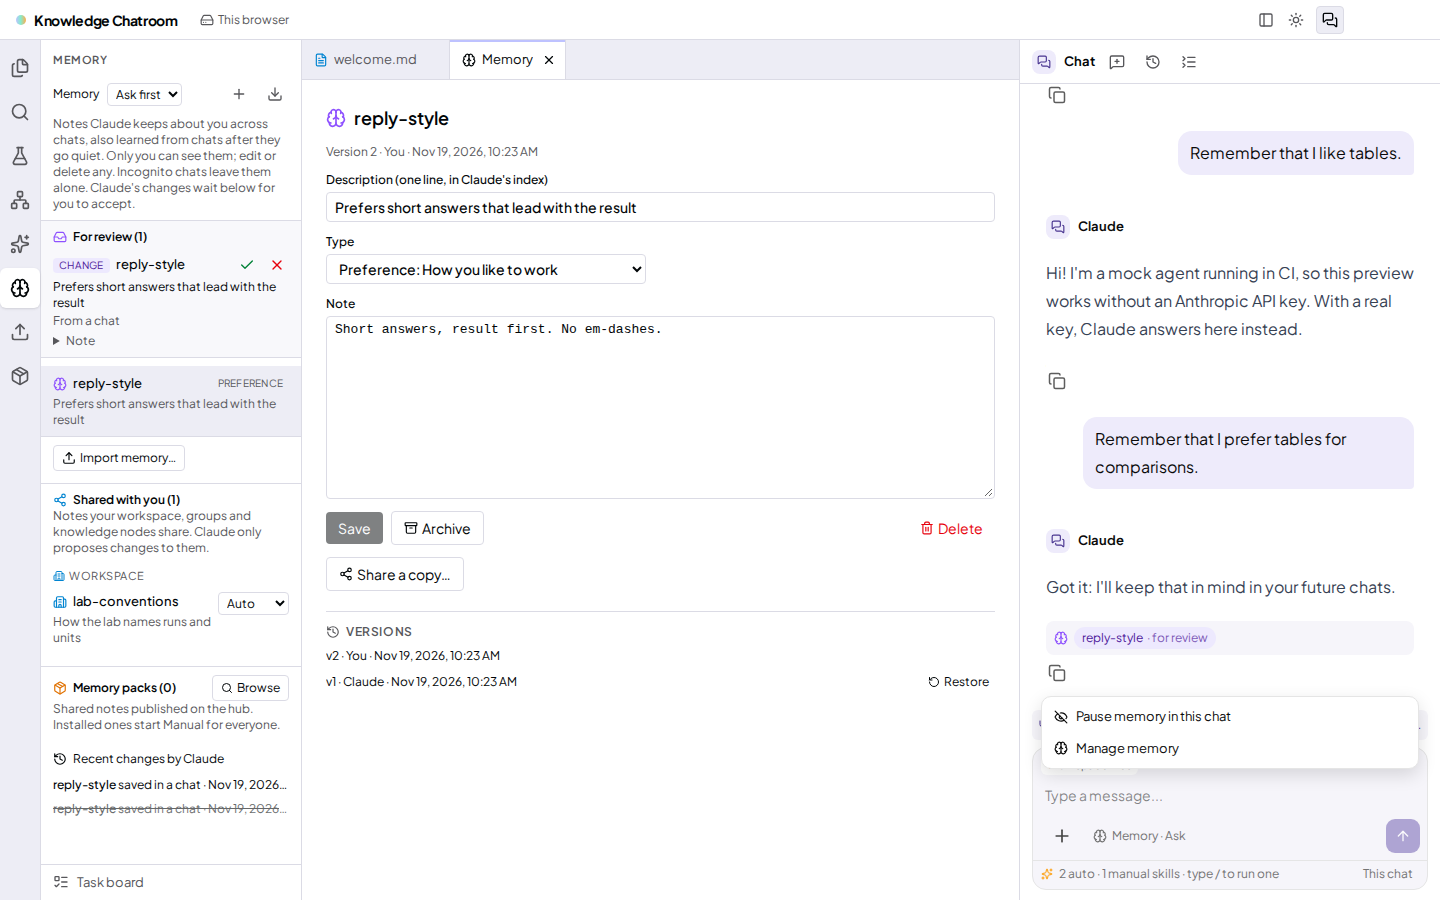 Knowledge Chatroom
This browser
MEMORY
Memory
Ask first
Notes Claude keeps about you across
chats, also learned from chats after they
go quiet. Only you can see them; edit or
delete any. Incognito chats leave them
alone. Claude's changes wait below for
you to accept.
For review (1)
CHANGE reply-style
Prefers short answers that lead with the
result
From a chat
Note
reply-style PREFERENCE
Prefers short answers that lead with the
result
Import memory...
Shared with you (1)
Notes your workspace, groups and
knowledge nodes share. Claude only
proposes changes to them.
WORKSPACE
lab-conventions
Auto
How the lab names runs and
units
Memory packs (0)
Browse
Shared notes published on the hub.
Installed ones start Manual for everyone.
Recent changes by Claude
reply-style saved in a chat · Nov 19, 2026...
reply-style saved in a chat · Nov 19, 2026...
Task board
welcome.md
Memory
reply-style
Version 2 · You · Nov 19, 2026, 10:23 AM
Description (one line, in Claude's index)
Prefers short answers that lead with the result
Type
Preference: How you like to work
Note
Short answers, result first. No em-dashes.
Save
Archive
Delete
Share a copy...
VERSIONS
v2 · You · Nov 19, 2026, 10:23 AM
v1 · Claude · Nov 19, 2026, 10:23 AM
Restore
Chat
Remember that I like tables.
Claude
Hi! I'm a mock agent running in CI, so this preview
works without an Anthropic API key. With a real
key, Claude answers here instead.
Remember that I prefer tables for
comparisons.
Claude
Got it: I'll keep that in mind in your future chats.
reply-style · for review
Pause memory in this chat
Manage memory
Type a message...
Memory · Ask
2 auto · 1 manual skills · type / to run one
This chat